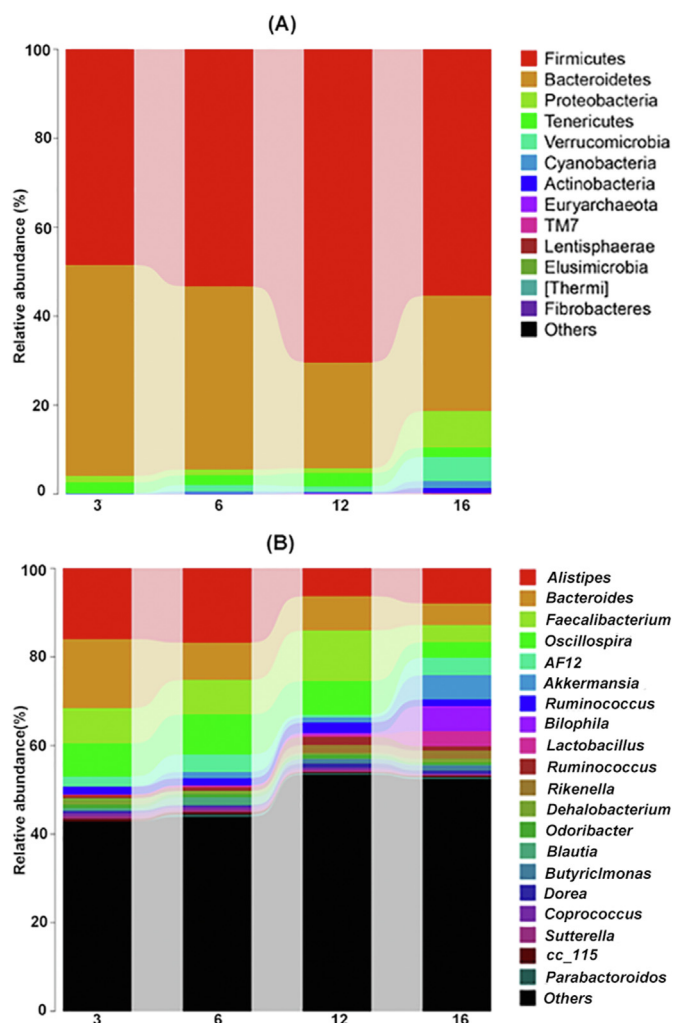 (A)
100
80
60
40
20
0
Relative abundance (%)
3 6 12 16
Firmicutes
Bacteroidetes
Proteobacteria
Tenericutes
Verrucomicrobia
Cyanobacteria
Actinobacteria
Euryarchaeota
TM7
Lentisphaerae
Elusimicrobia
[Thermi]
Fibrobacteres
Others
(B)
100
80
60
40
20
0
Relative abundance(%)
3 6 12 16
Alistipes
Bacteroides
Faecalibacterium
Oscillospira
AF12
Akkermansia
Ruminococcus
Bilophila
Lactobacillus
Ruminococcus
Rikenella
Dehalobacterium
Odoribacter
Blautia
Butyriclmonas
Dorea
Coprococcus
Sutterella
cc_115
Parabactoroidos
Others